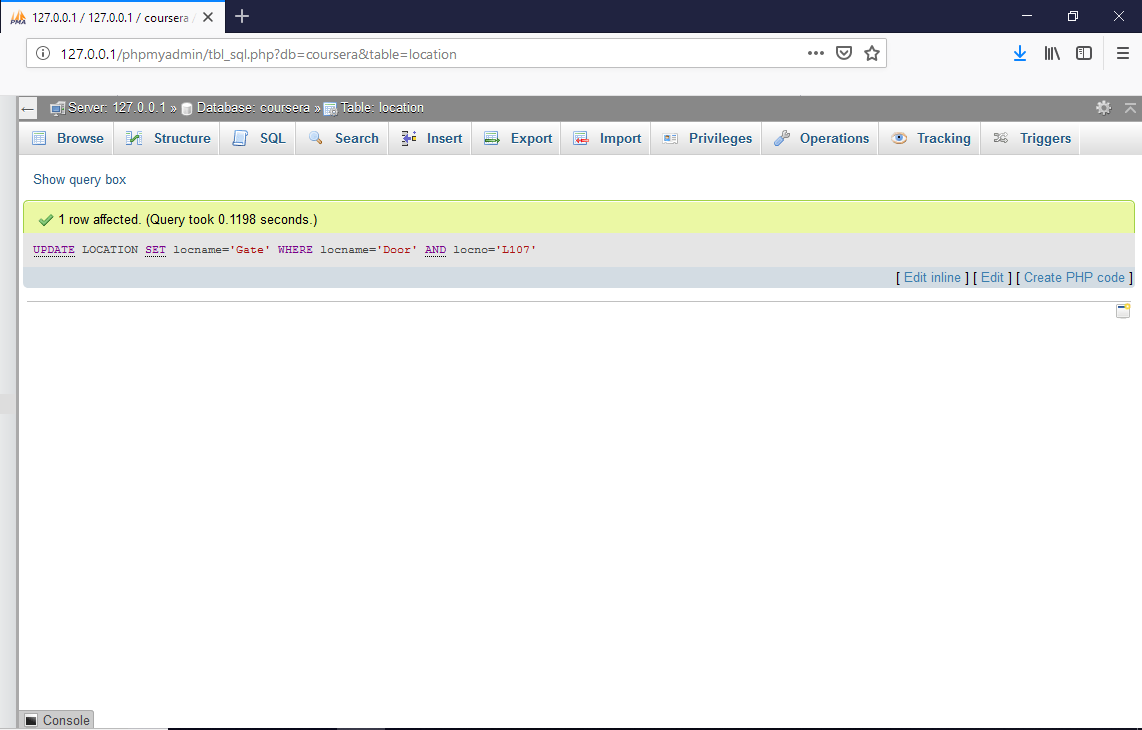 PMA 127.0.0.1 / 127.0.0.1 / coursera
127.0.0.1/phpmyadmin/tbl_sql.php?db=coursera&table=location
Server: 127.0.0.1 » Database: coursera » Table: location
Browse Structure SQL Search Insert Export Import Privileges Operations Tracking Triggers
Show query box
1 row affected. (Query took 0.1198 seconds.)
UPDATE LOCATION SET locname='Gate' WHERE locname='Door' AND locno='L107'
[ Edit inline ] [ Edit ] [ Create PHP code ]
Console